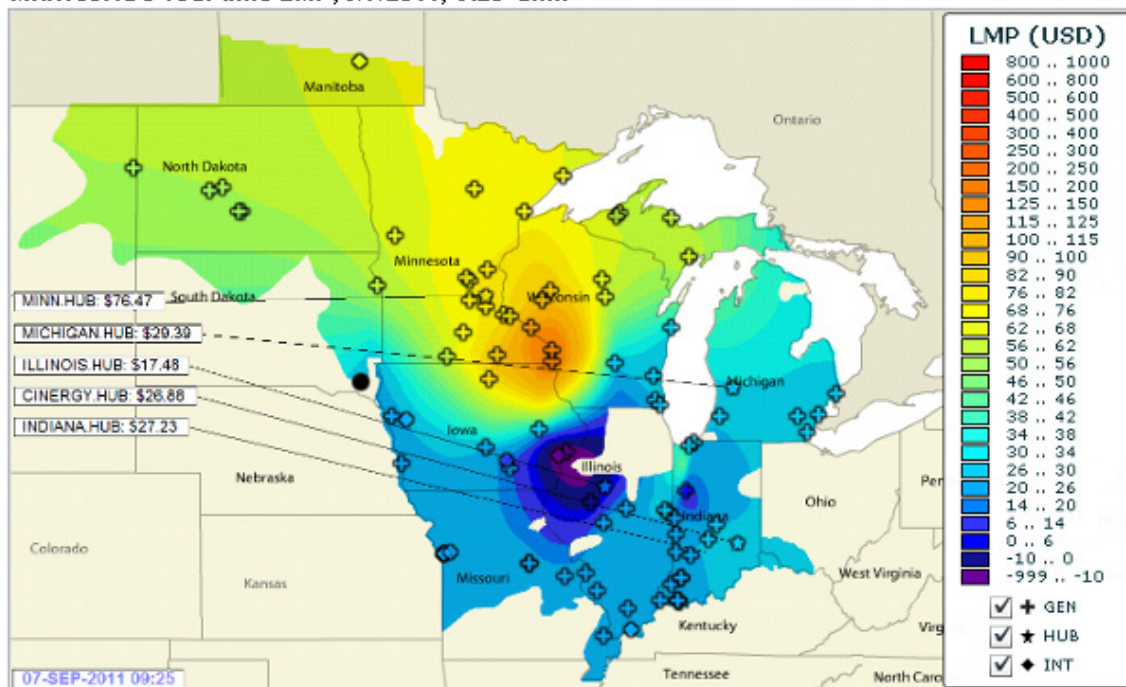 LMP (USD)
800 .. 1000
600 .. 800
500 .. 600
400 .. 500
300 .. 400
250 .. 300
200 .. 250
150 .. 200
125 .. 150
115 .. 125
100 .. 115
90 .. 100
82 .. 90
76 .. 82
68 .. 76
62 .. 68
56 .. 62
50 .. 56
46 .. 50
42 .. 46
38 .. 42
34 .. 38
30 .. 34
26 .. 30
20 .. 26
14 .. 20
6 .. 14
0 .. 6
-10 .. 0
-999 .. -10
GEN
HUB
INT
Manitoba
Ontario
North Dakota
Minnesota
South Dakota
Wisconsin
MINN.HUB: $76.47
MICHIGAN.HUB: $29.39
ILLINOIS.HUB: $17.48
CINERGY.HUB: $26.88
INDIANA.HUB: $27.23
Michigan
Iowa
Nebraska
Illinois
Indiana
Ohio
Pen
Colorado
Kansas
Missouri
West Virginia
Kentucky
Virg
Tennessee
North Caro
07-SEP-2011 09:25